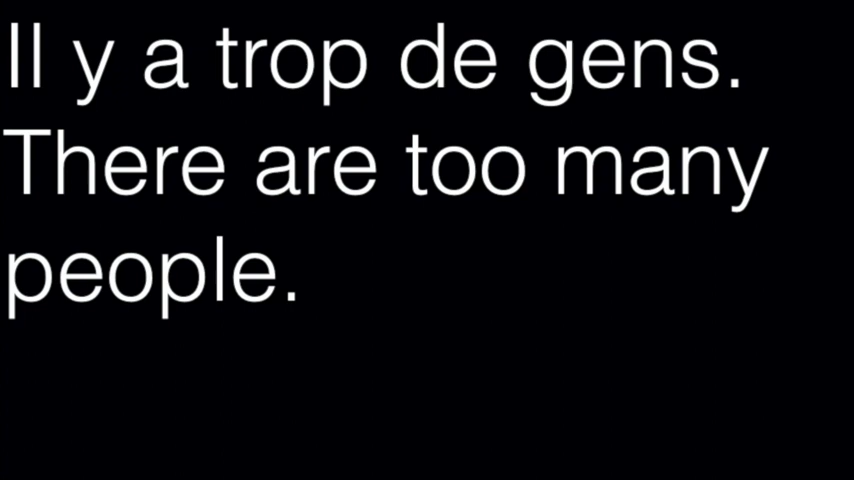 Il y a trop de gens.
There are too many
people.